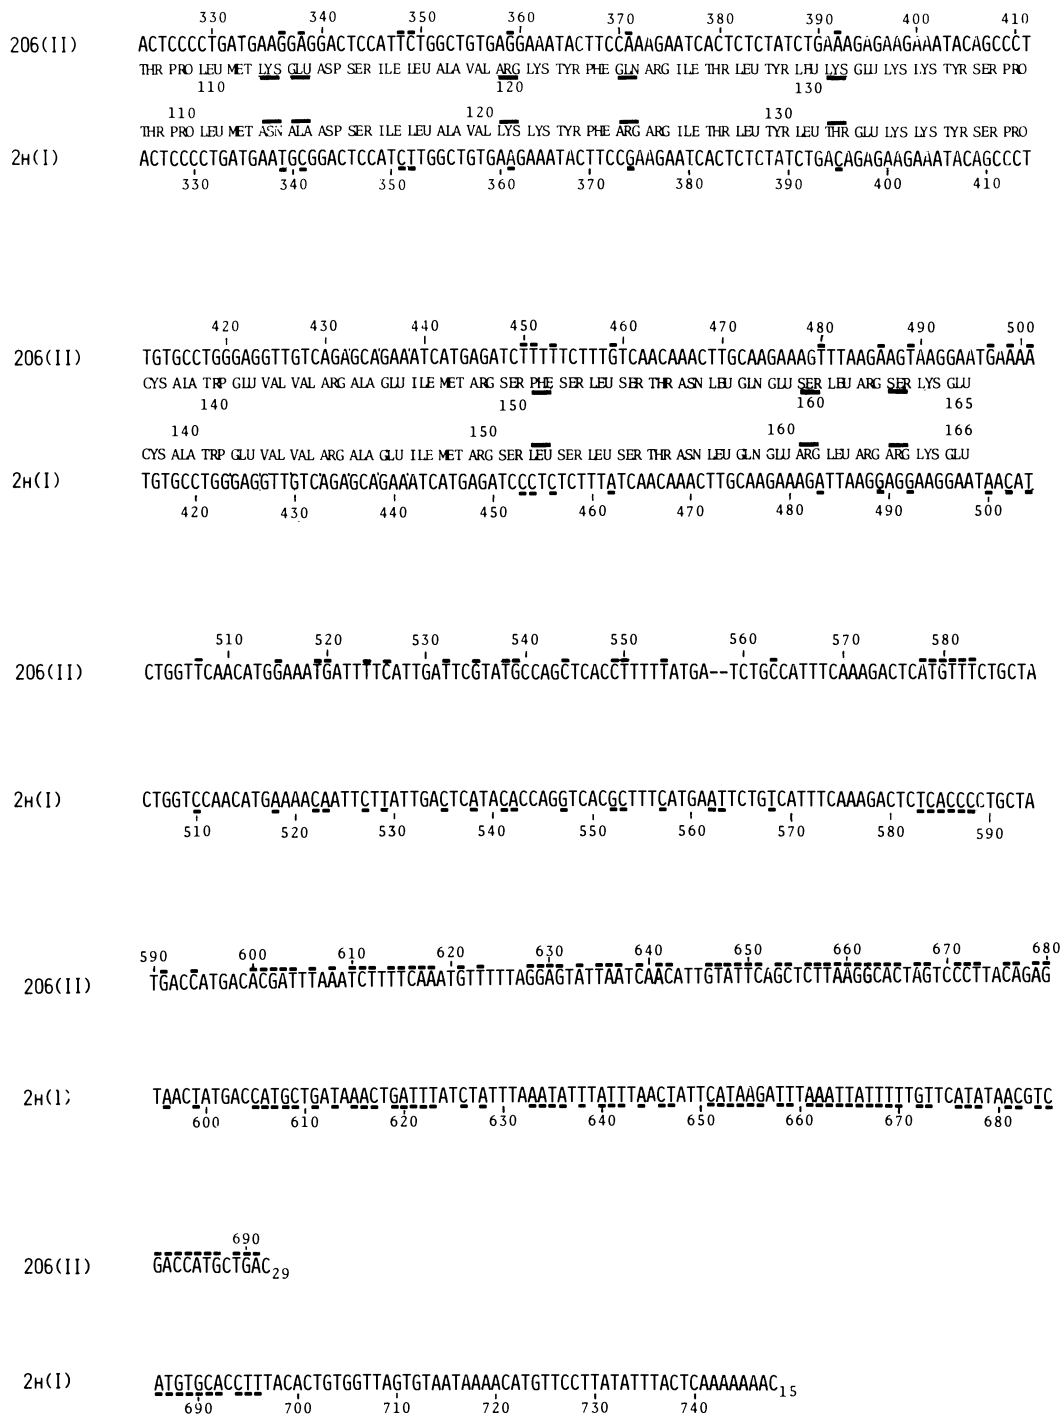 330 340 350 360 370 380 390 400 410
206(II) ACTCCCCTGATGAAGGAGGACTCCATTCTGGCTGTGAGGAAATACTTCCAAAGAATCACTCTCTATCTGAAAGAGAAGAAATACAGCCCT
THR PRO LEU MET LYS GLU ASP SER ILE LEU ALA VAL ARG LYS TYR PHE GLN ARG ILE THR LEU TYR LEU LYS GLU LYS LYS TYR SER PRO
110 120 130
110 120 130
THR PRO LEU MET ASN ALA ASP SER ILE LEU ALA VAL LYS LYS TYR PHE ARG ARG ILE THR LEU TYR LEU THR GLU LYS LYS TYR SER PRO
2H(I) ACTCCCCTGATGAATGCGGACTCCATCTTGGCTGTGAAGAAATACTTCCGAAGAATCACTCTCTATCTGACAGAGAAGAAATACAGCCCT
330 340 350 360 370 380 390 400 410
420 430 440 450 460 470 480 490 500
206(II) TGTGCCTGGGAGGTTGTCAGAGCAGAAATCATGAGATCTTTTTCTTTGTCAACAAACTTGCAAGAAAGTTTAAGAAGTAAGGAATGAAAA
CYS ALA TRP GLU VAL VAL ARG ALA GLU ILE MET ARG SER PHE SER LEU SER THR ASN LEU GLN GLU SER LEU ARG SER LYS GLU
140 150 160 165
140 150 160 166
CYS ALA TRP GLU VAL VAL ARG ALA GLU ILE MET ARG SER LEU SER LEU SER THR ASN LEU GLN GLU ARG LEU ARG ARG LYS GLU
2H(I) TGTGCCTGGGAGGTTGTCAGAGCAGAAATCATGAGATCCCTCTCTTTATCAACAAACTTGCAAGAAAGATTAAGGAGGAAGGAATAACAT
420 430 440 450 460 470 480 490 500
510 520 530 540 550 560 570 580
206(II) CTGGTTCAACATGGAAATGATTTTCATTGATTCGTATGCCAGCTCACCTTTTTATGA--TCTGCCATTTCAAAGACTCATGTTTCTGCTA
2H(I) CTGGTCCAACATGAAAACAATTCTTATTGACTCATACACCAGGTCACGCTTTCATGAATTCTGTCATTTCAAAGACTCTCACCCCTGCTA
510 520 530 540 550 560 570 580 590
590 600 610 620 630 640 650 660 670 680
206(II) TGACCATGACACGATTTAAATCTTTTCAAATGTTTTTAGGAGTATTAATCAACATTGTATTCAGCTCTTAAGGCACTAGTCCCTTACAGAG
2H(I) TAACTATGACCATGCTGATAAACTGATTTATCTATTTAAATATTTATTTAACTATTCATAAGATTTAAATTATTTTTGTTCATATAACGTC
600 610 620 630 640 650 660 670 680
690
206(II) GACCATGCTGAC29
2H(I) ATGTGCACCTTTACACTGTGGTTAGTGTAATAAAACATGTTCCTTATATTTACTCAAAAAAAC15
690 700 710 720 730 740